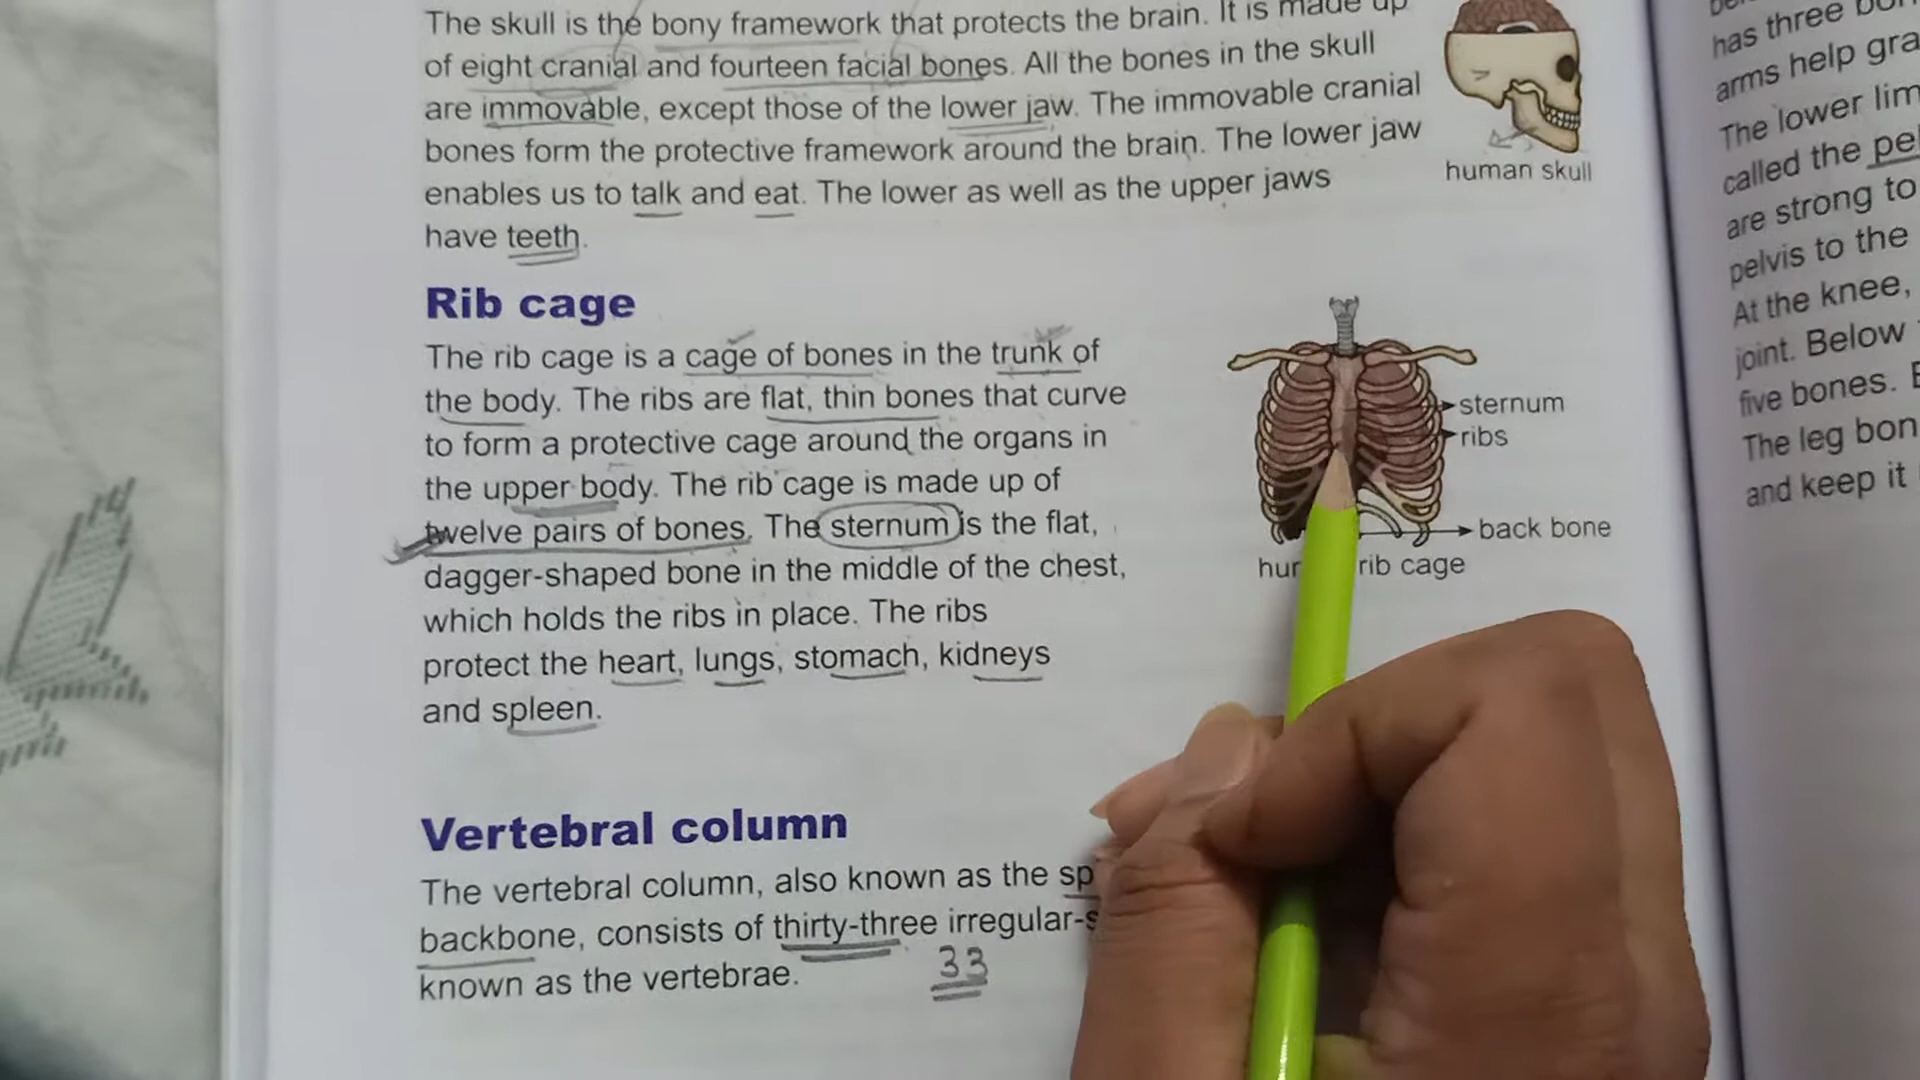 The skull is the bony framework that protects the brain. It is made up
of eight cranial and fourteen facial bones. All the bones in the skull
are immovable, except those of the lower jaw. The immovable cranial
bones form the protective framework around the brain. The lower jaw
enables us to talk and eat. The lower as well as the upper jaws
have teeth.
human skull
Rib cage
The rib cage is a cage of bones in the trunk of
the body. The ribs are flat, thin bones that curve
to form a protective cage around the organs in
the upper body. The rib cage is made up of
twelve pairs of bones. The sternum is the flat,
dagger-shaped bone in the middle of the chest,
which holds the ribs in place. The ribs
protect the heart, lungs, stomach, kidneys
and spleen.
sternum
ribs
back bone
rib cage
Vertebral column
The vertebral column, also known as the
backbone, consists of thirty-three
known as the vertebrae.
33
has three
arms help
The lower
called the
are strong to
pelvis to the
At the knee,
joint. Below
five bones.
The leg
and keep it